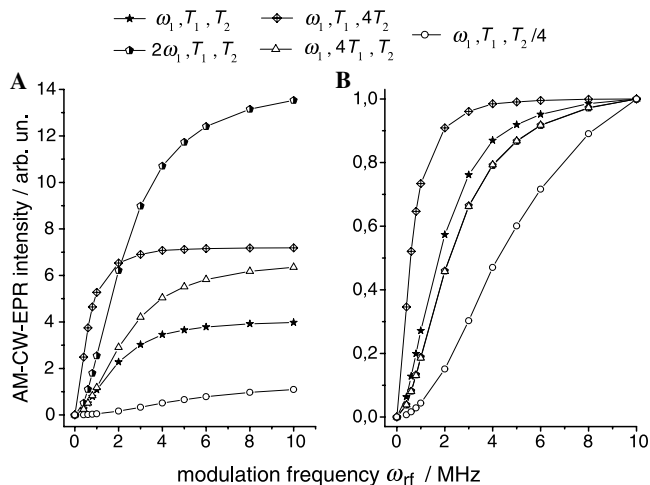 ω₁, T₁, T₂
ω₁, T₁, 4T₂
ω₁, T₁, T₂/4
2ω₁, T₁, T₂
ω₁, 4T₁, T₂
A
B
AM-CW-EPR intensity / arb. un.
14
12
10
8
6
4
2
0
1,0
0,8
0,6
0,4
0,2
0,0
0 2 4 6 8 10
0 2 4 6 8 10
modulation frequency ω_rf / MHz